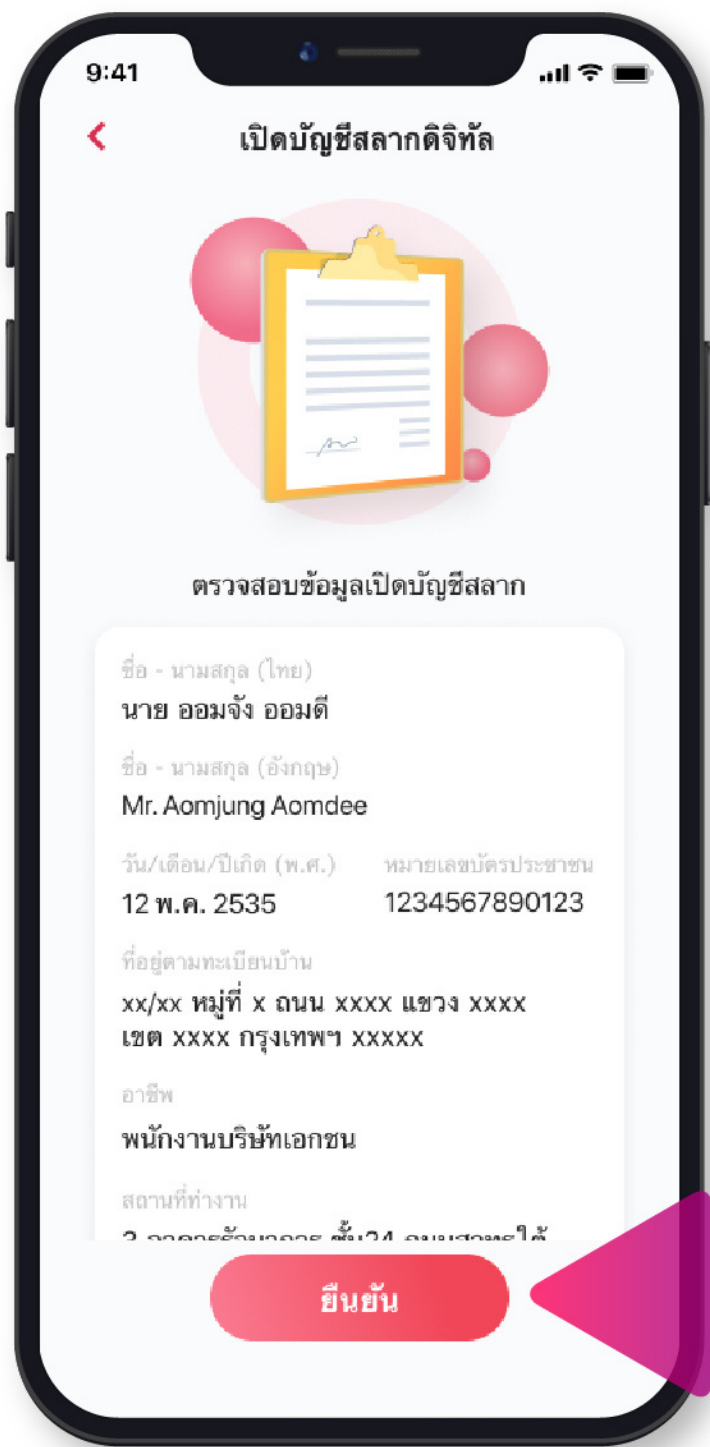 9:41
เปิดบัญชีสลากดิจิทัล
ตรวจสอบข้อมูลเปิดบัญชีสลาก
ชื่อ - นามสกุล (ไทย)
นาย ออมจัง ออมดี
ชื่อ - นามสกุล (อังกฤษ)
Mr. Aomjung Aomdee
วัน/เดือน/ปีเกิด (พ.ศ.) หมายเลขบัตรประชาชน
12 พ.ค. 2535 1234567890123
ที่อยู่ตามทะเบียนบ้าน
xx/xx หมู่ที่ x ถนน xxxx แขวง xxxx
เขต xxxx กรุงเทพฯ xxxxx
อาชีพ
พนักงานบริษัทเอกชน
สถานที่ทำงาน
ชั้น24
ยืนยัน